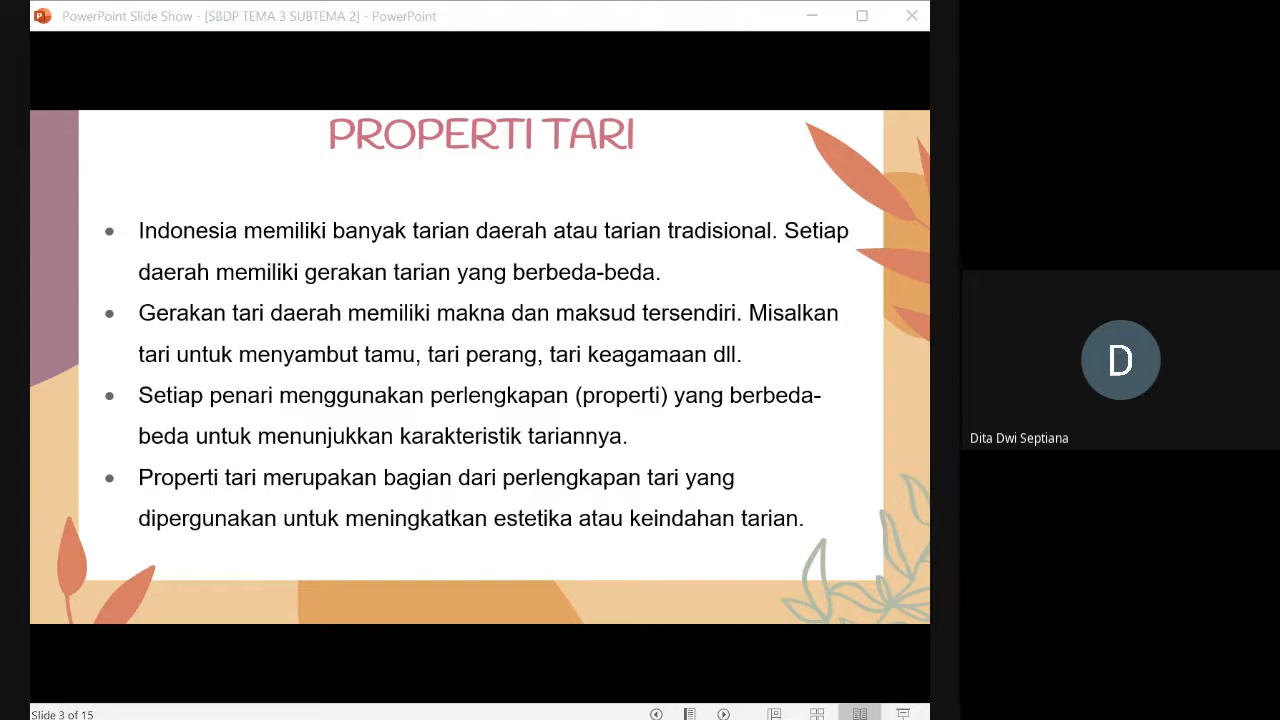 PowerPoint Slide Show - [SBDP TEMA 3 SUBTEMA 2] - PowerPoint
PROPERTI TARI
Indonesia memiliki banyak tarian daerah atau tarian tradisional. Setiap
daerah memiliki gerakan tarian yang berbeda-beda.
Gerakan tari daerah memiliki makna dan maksud tersendiri. Misalkan
tari untuk menyambut tamu, tari perang, tari keagamaan dll.
Setiap penari menggunakan perlengkapan (properti) yang berbeda-
beda untuk menunjukkan karakteristik tariannya.
Properti tari merupakan bagian dari perlengkapan tari yang
dipergunakan untuk meningkatkan estetika atau keindahan tarian.
D
Dita Dwi Septiana
Slide 3 of 15